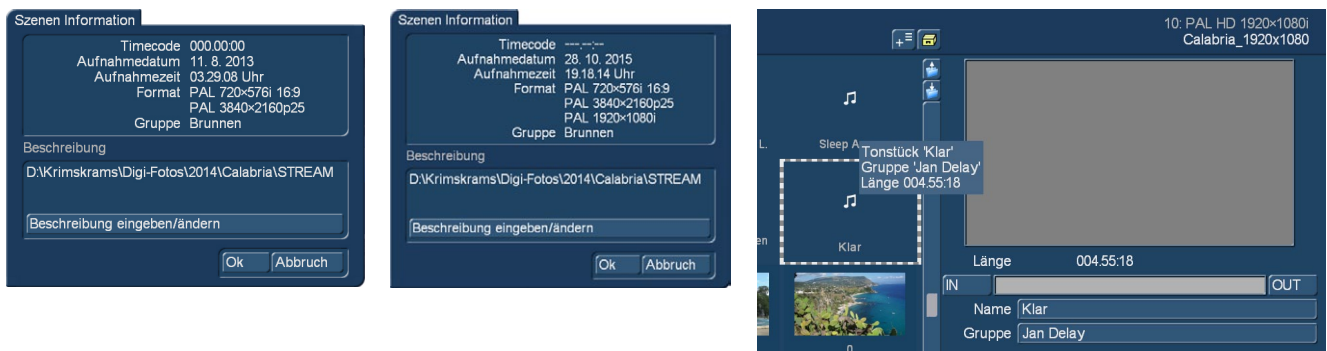 Szenen Information
Timecode 000.00:00
Aufnahmedatum 11. 8. 2013
Aufnahmezeit 03.29.08 Uhr
Format PAL 720×576i 16:9
PAL 3840×2160p25
Gruppe Brunnen
Beschreibung
D:\Krimskrams\Digi-Fotos\2014\Calabria\STREAM
Beschreibung eingeben/ändern
Ok Abbruch
Szenen Information
Timecode ---.--:--
Aufnahmedatum 28. 10. 2015
Aufnahmezeit 19.18.14 Uhr
Format PAL 720×576i 16:9
PAL 3840×2160p25
PAL 1920×1080i
Gruppe Brunnen
Beschreibung
D:\Krimskrams\Digi-Fotos\2014\Calabria\STREAM
Beschreibung eingeben/ändern
Ok Abbruch
10: PAL HD 1920×1080i
Calabria_1920x1080
L.
Sleep A
Tonstück 'Klar'
Gruppe 'Jan Delay'
Länge 004.55:18
en
Klar
Länge 004.55:18
IN OUT
Name Klar
Gruppe Jan Delay